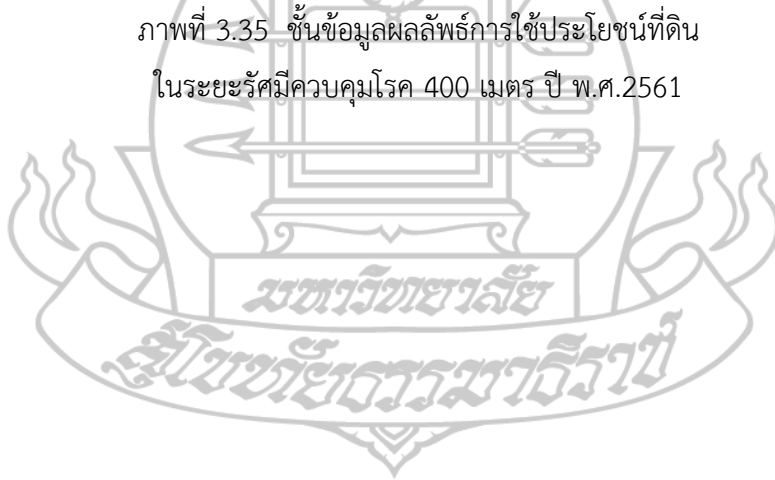 ภาพที่ 3.35 ชั้นข้อมูลผลลัพธ์การใช้ประโยชน์ที่ดิน
ในระยะรัศมีควบคุมโรค 400 เมตร ปี พ.ศ.2561
มหาวิทยาลัย
สุโขทัยธรรมาธิราช